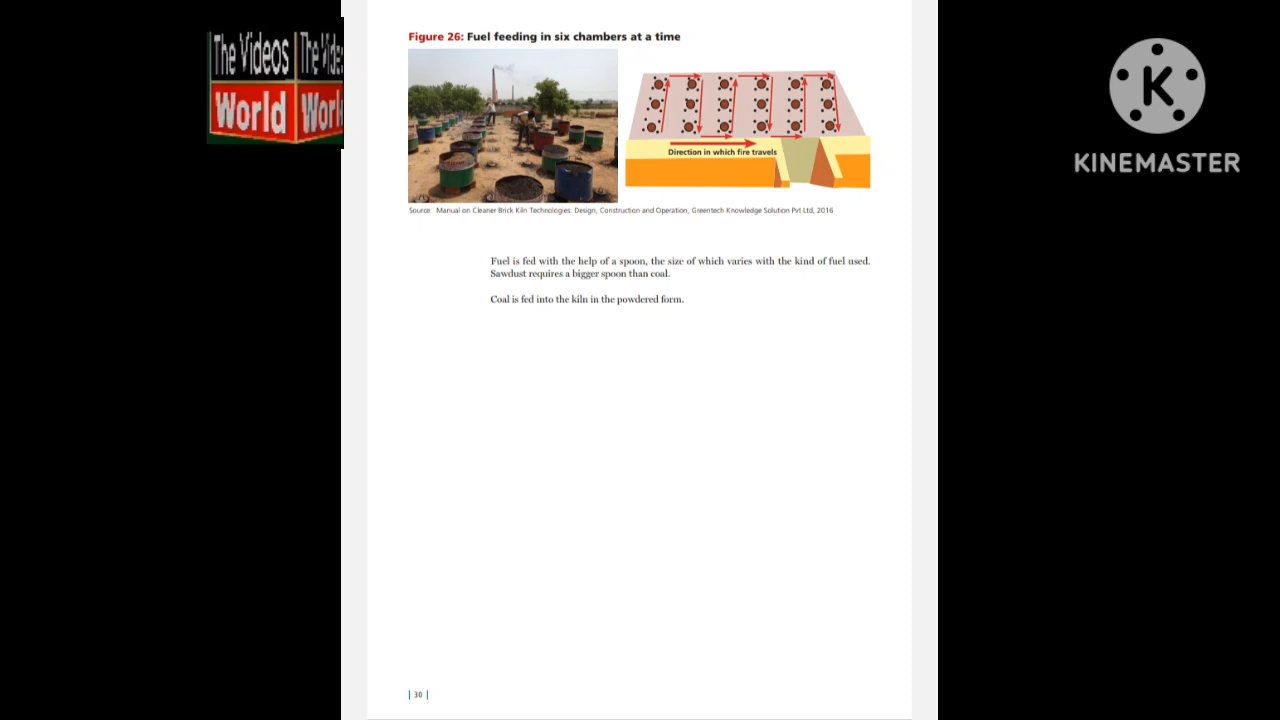 The Videos
World
The Vide
Work
K
KINEMASTER
Figure 26: Fuel feeding in six chambers at a time
Direction in which fire travels
Source: Manual on Cleaner Brick Kiln Technologies: Design, Construction and Operation, Greentech Knowledge Solution Pvt Ltd, 2016
Fuel is fed with the help of a spoon, the size of which varies with the kind of fuel used.
Sawdust requires a bigger spoon than coal.
Coal is fed into the kiln in the powdered form.
| 30 |